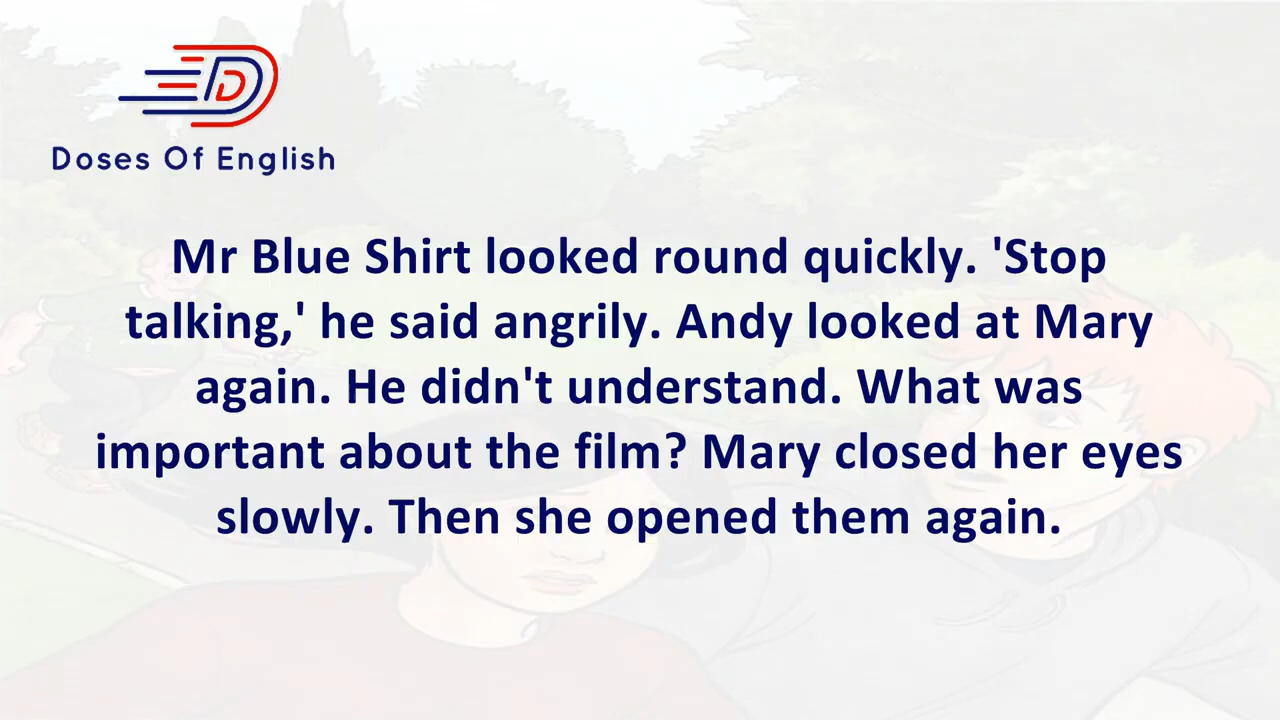 Doses Of English
Mr Blue Shirt looked round quickly. 'Stop
talking,' he said angrily. Andy looked at Mary
again. He didn't understand. What was
important about the film? Mary closed her eyes
slowly. Then she opened them again.